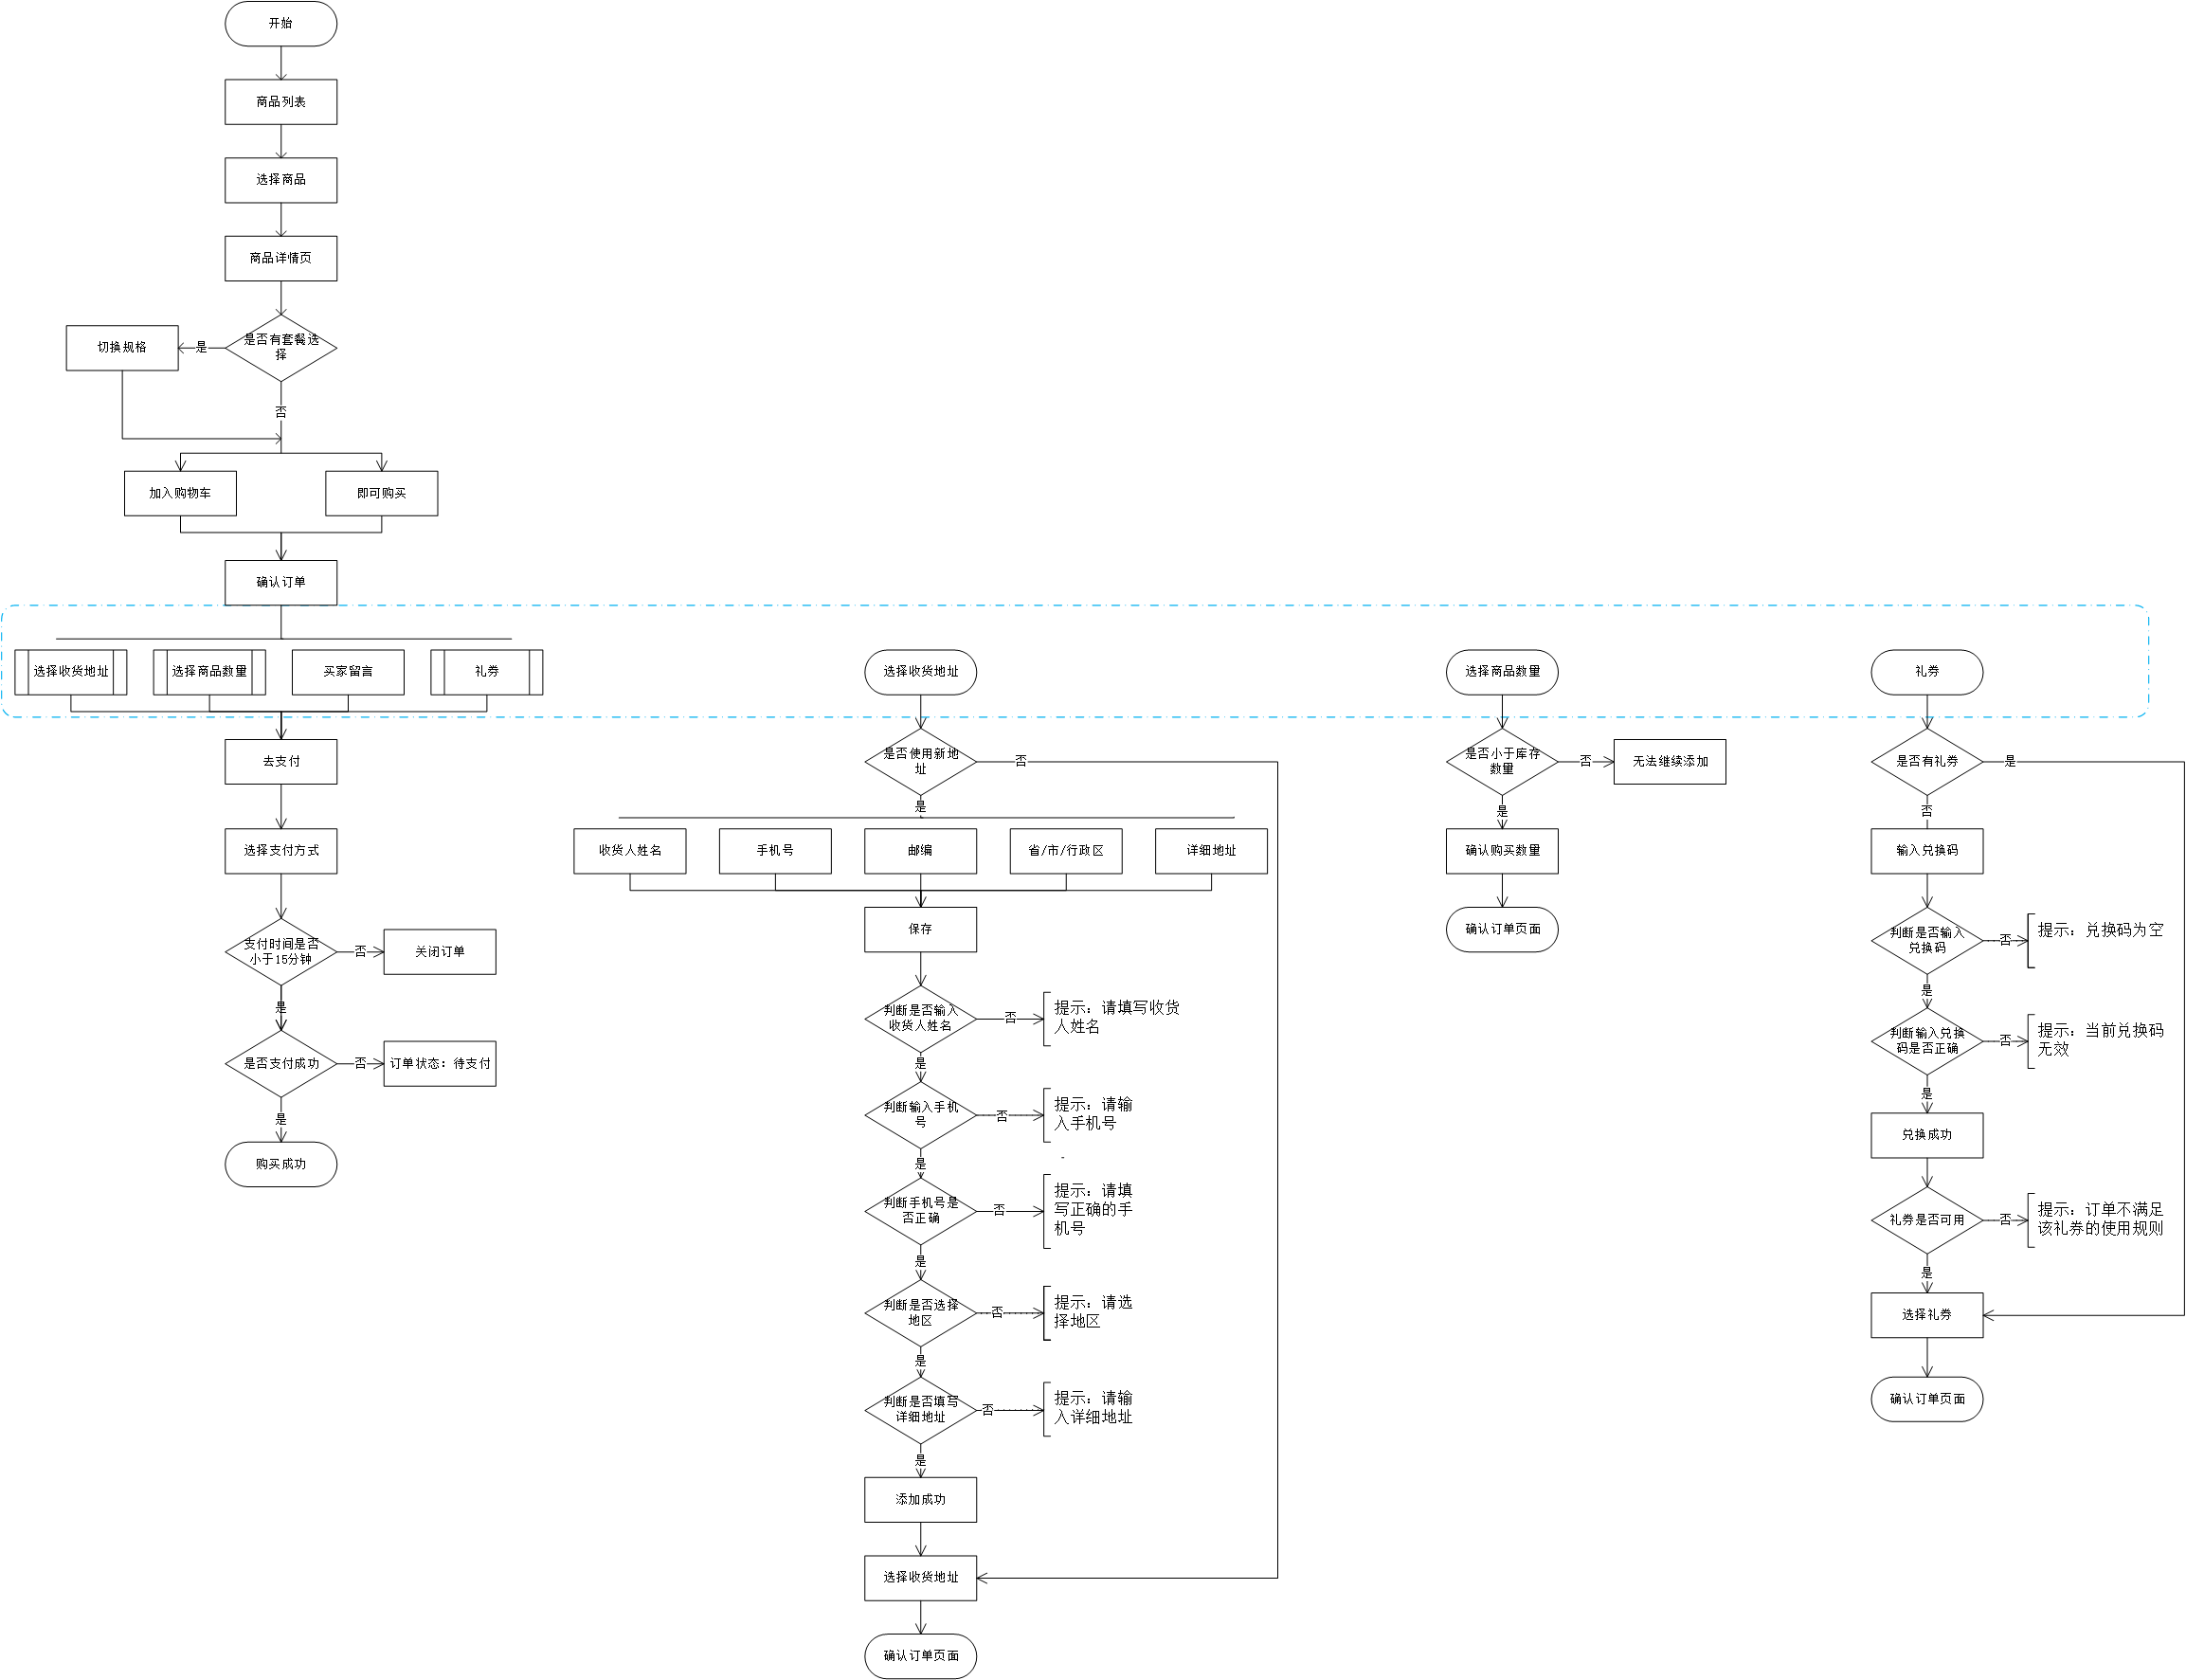 开始
商品列表
选择商品
商品详情页
是否有套餐选
择
是
切换规格
否
加入购物车
即可购买
确认订单
选择收货地址
选择商品数量
买家留言
礼券
去支付
选择支付方式
支付时间是否
小于15分钟
否
关闭订单
是
是否支付成功
否
订单状态：待支付
是
购买成功
选择收货地址
是否使用新地
址
否
是
收货人姓名
手机号
邮编
省/市/行政区
详细地址
保存
判断是否输入
收货人姓名
否
提示：请填写收货
人姓名
是
判断输入手机
号
否
提示：请输
入手机号
是
判断手机号是
否正确
否
提示：请填
写正确的手
机号
是
判断是否选择
地区
否
提示：请选
择地区
是
判断是否填写
详细地址
否
提示：请输
入详细地址
是
添加成功
选择收货地址
确认订单页面
选择商品数量
是否小于库存
数量
否
无法继续添加
是
确认购买数量
确认订单页面
礼券
是否有礼券
是
否
输入兑换码
判断是否输入
兑换码
否
提示：兑换码为空
是
判断输入兑换
码是否正确
否
提示：当前兑换码
无效
是
兑换成功
礼券是否可用
否
提示：订单不满足
该礼券的使用规则
是
选择礼券
确认订单页面